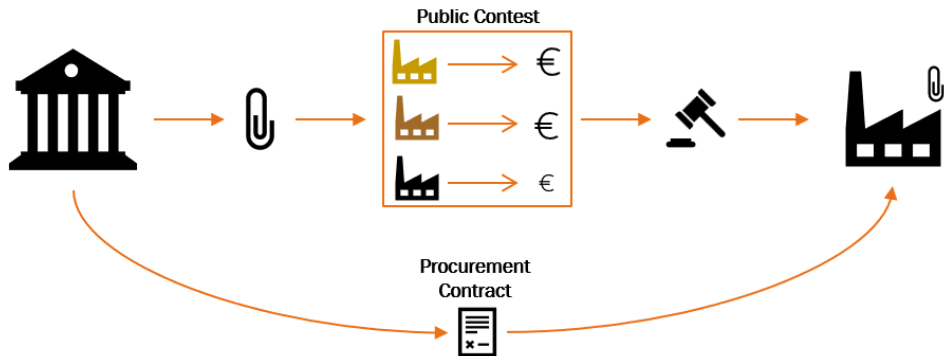 Public Contest
€
€
€
Procurement
Contract